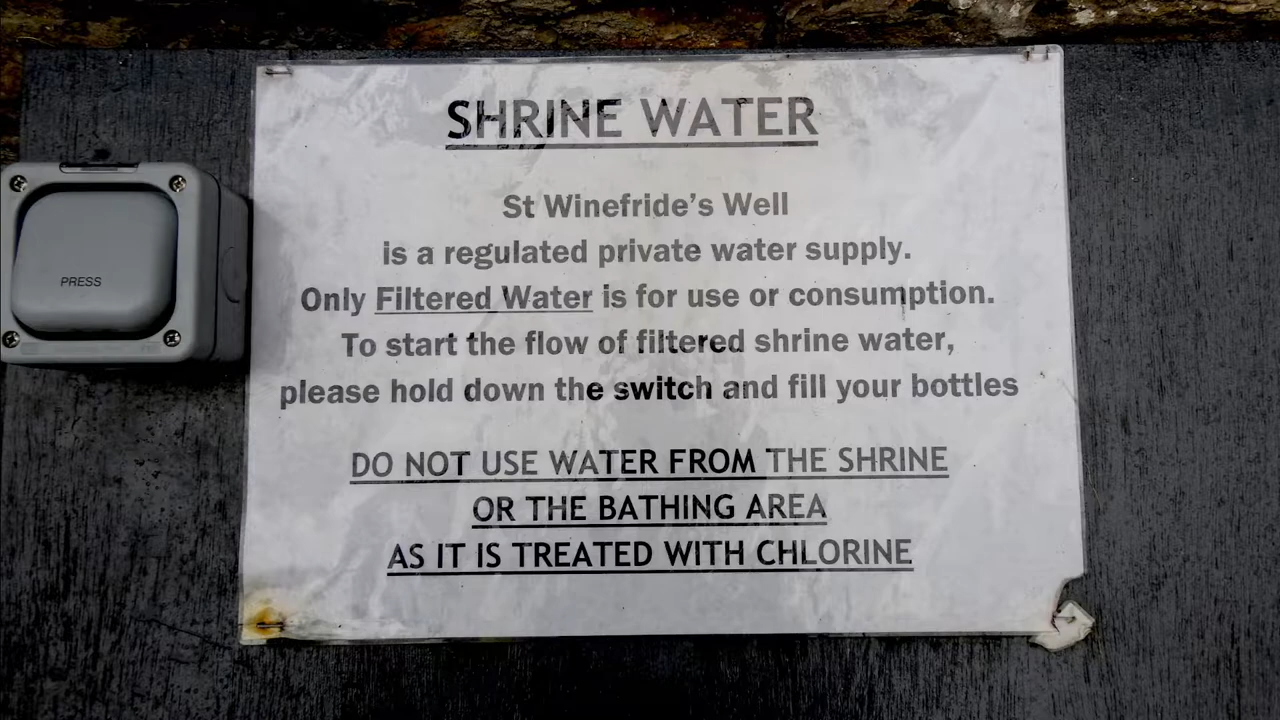 SHRINE WATER
St Winefride's Well
is a regulated private water supply.
Only Filtered Water is for use or consumption.
To start the flow of filtered shrine water,
please hold down the switch and fill your bottles
DO NOT USE WATER FROM THE SHRINE
OR THE BATHING AREA
AS IT IS TREATED WITH CHLORINE
PRESS